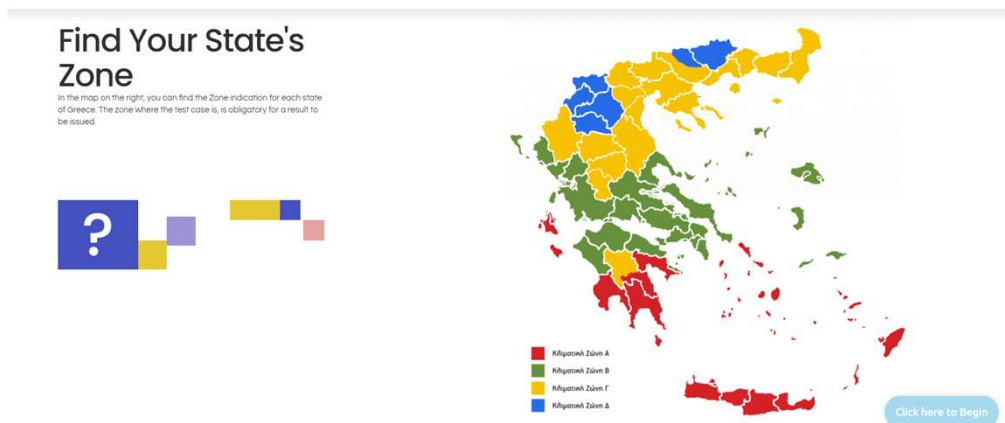 Find Your State's
Zone
In the map on the right, you can find the Zone indication for each state
of Greece. The zone where the test case is, is obligatory for a result to
be issued.
?
Κλιματική Ζώνη Α
Κλιματική Ζώνη Β
Κλιματική Ζώνη Γ
Κλιματική Ζώνη Δ
Click here to Begin